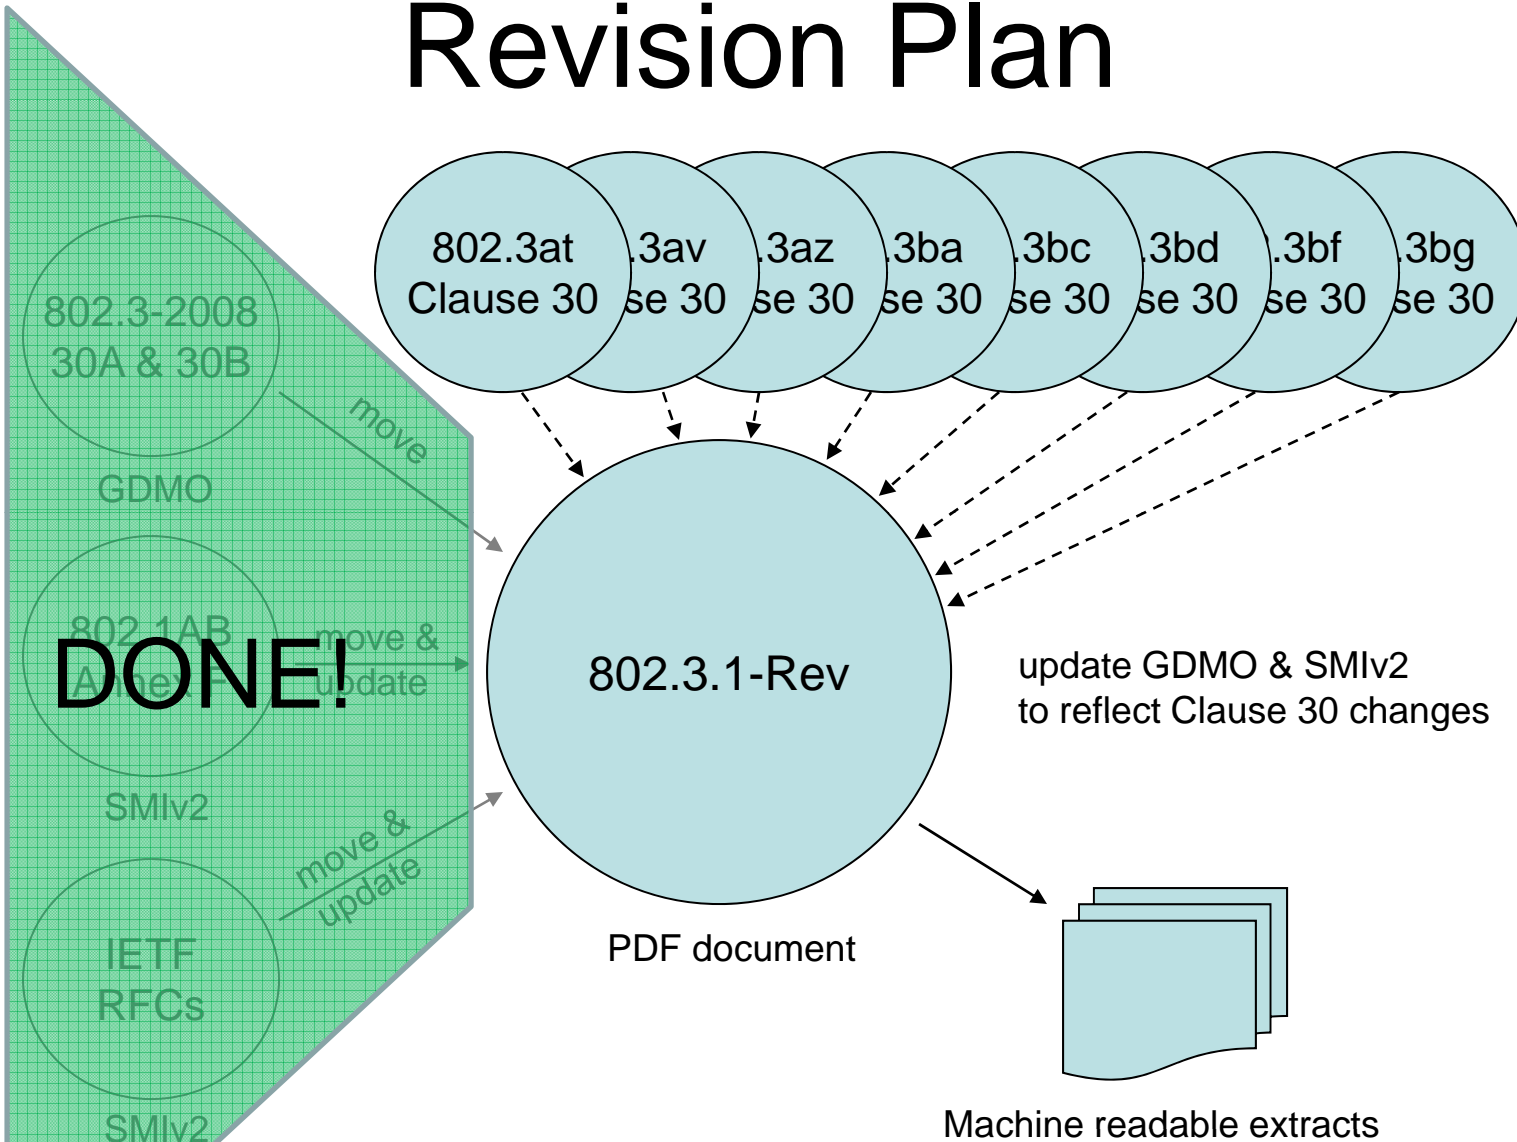 Revision Plan
802.3at
Clause 30
.3av
se 30
.3az
se 30
.3ba
se 30
.3bc
se 30
.3bd
se 30
.3bf
se 30
.3bg
se 30
802.3-2008
30A & 30B
GDMO
move
802.1AB
Annex F
SMIv2
move &
update
DONE!
IETF
RFCs
SMIv2
move &
update
802.3.1-Rev
PDF document
update GDMO & SMIv2
to reflect Clause 30 changes
Machine readable extracts